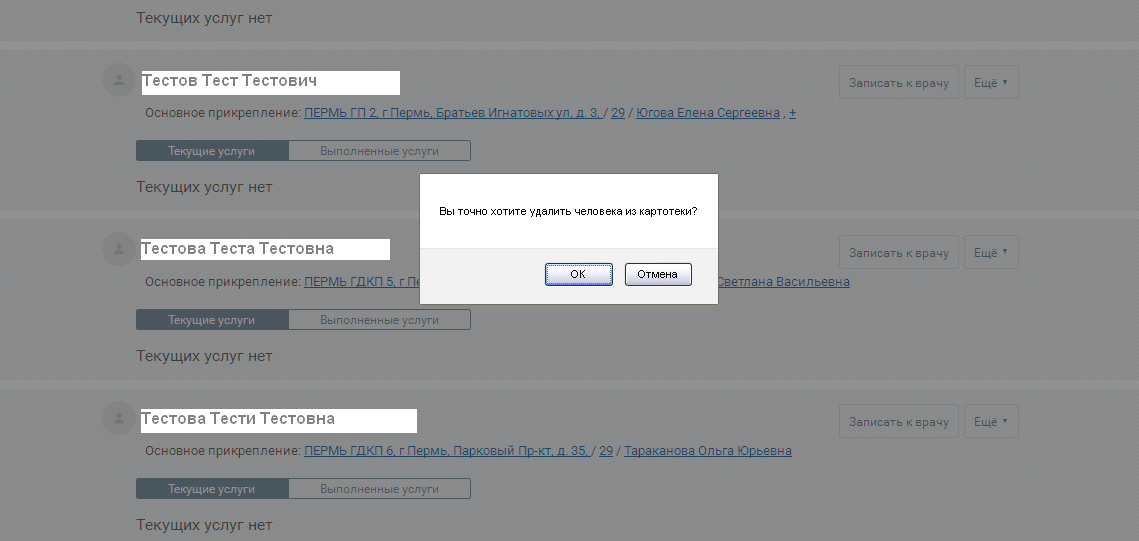 Текущих услуг нет
Тестов Тест Тестович
Записать к врачу
Ещё
Основное прикрепление: ПЕРМЬ ГП 2, г Пермь, Братьев Игнатовых ул, д. 3, / 29 / Югова Елена Сергеевна , +
Текущие услуги
Выполненные услуги
Текущих услуг нет
Вы точно хотите удалить человека из картотеки?
OK
Отмена
Тестова Теста Тестовна
Записать к врачу
Ещё
Основное прикрепление: ПЕРМЬ ГДКП 5, г Светлана Васильевна
Текущие услуги
Выполненные услуги
Текущих услуг нет
Тестова Тести Тестовна
Записать к врачу
Ещё
Основное прикрепление: ПЕРМЬ ГДКП 6, г Пермь, Парковый Пр-кт, д. 35, / 29 / Тараканова Ольга Юрьевна
Текущие услуги
Выполненные услуги
Текущих услуг нет